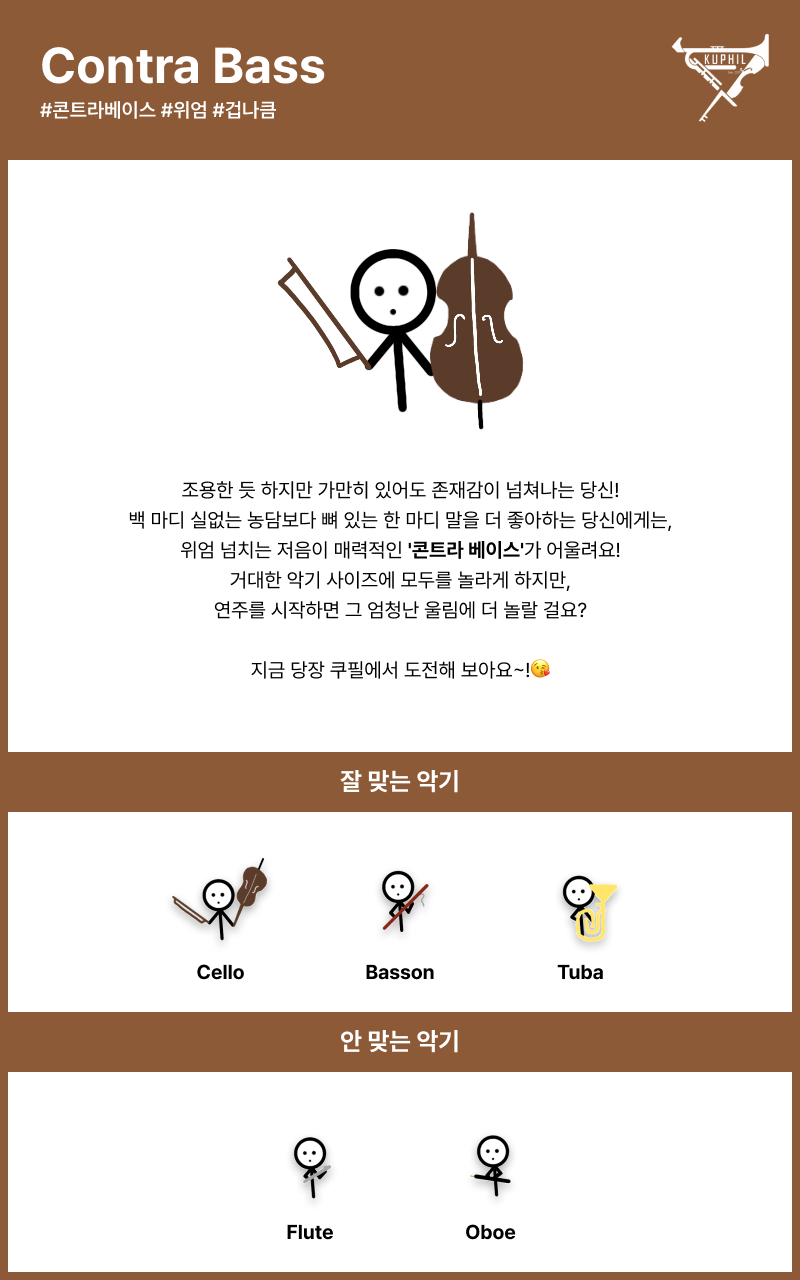 Contra Bass
#콘트라베이스 #위엄 #겁나큼
KUPHIL
조용한 듯 하지만 가만히 있어도 존재감이 넘쳐나는 당신!
백 마디 실없는 농담보다 뼈 있는 한 마디 말을 더 좋아하는 당신에게는,
위엄 넘치는 저음이 매력적인 '콘트라 베이스'가 어울려요!
거대한 악기 사이즈에 모두를 놀라게 하지만,
연주를 시작하면 그 엄청난 울림에 더 놀랄 걸요?
지금 당장 쿠필에서 도전해 보아요~!😘
잘 맞는 악기
Cello Basson Tuba
안 맞는 악기
Flute Oboe